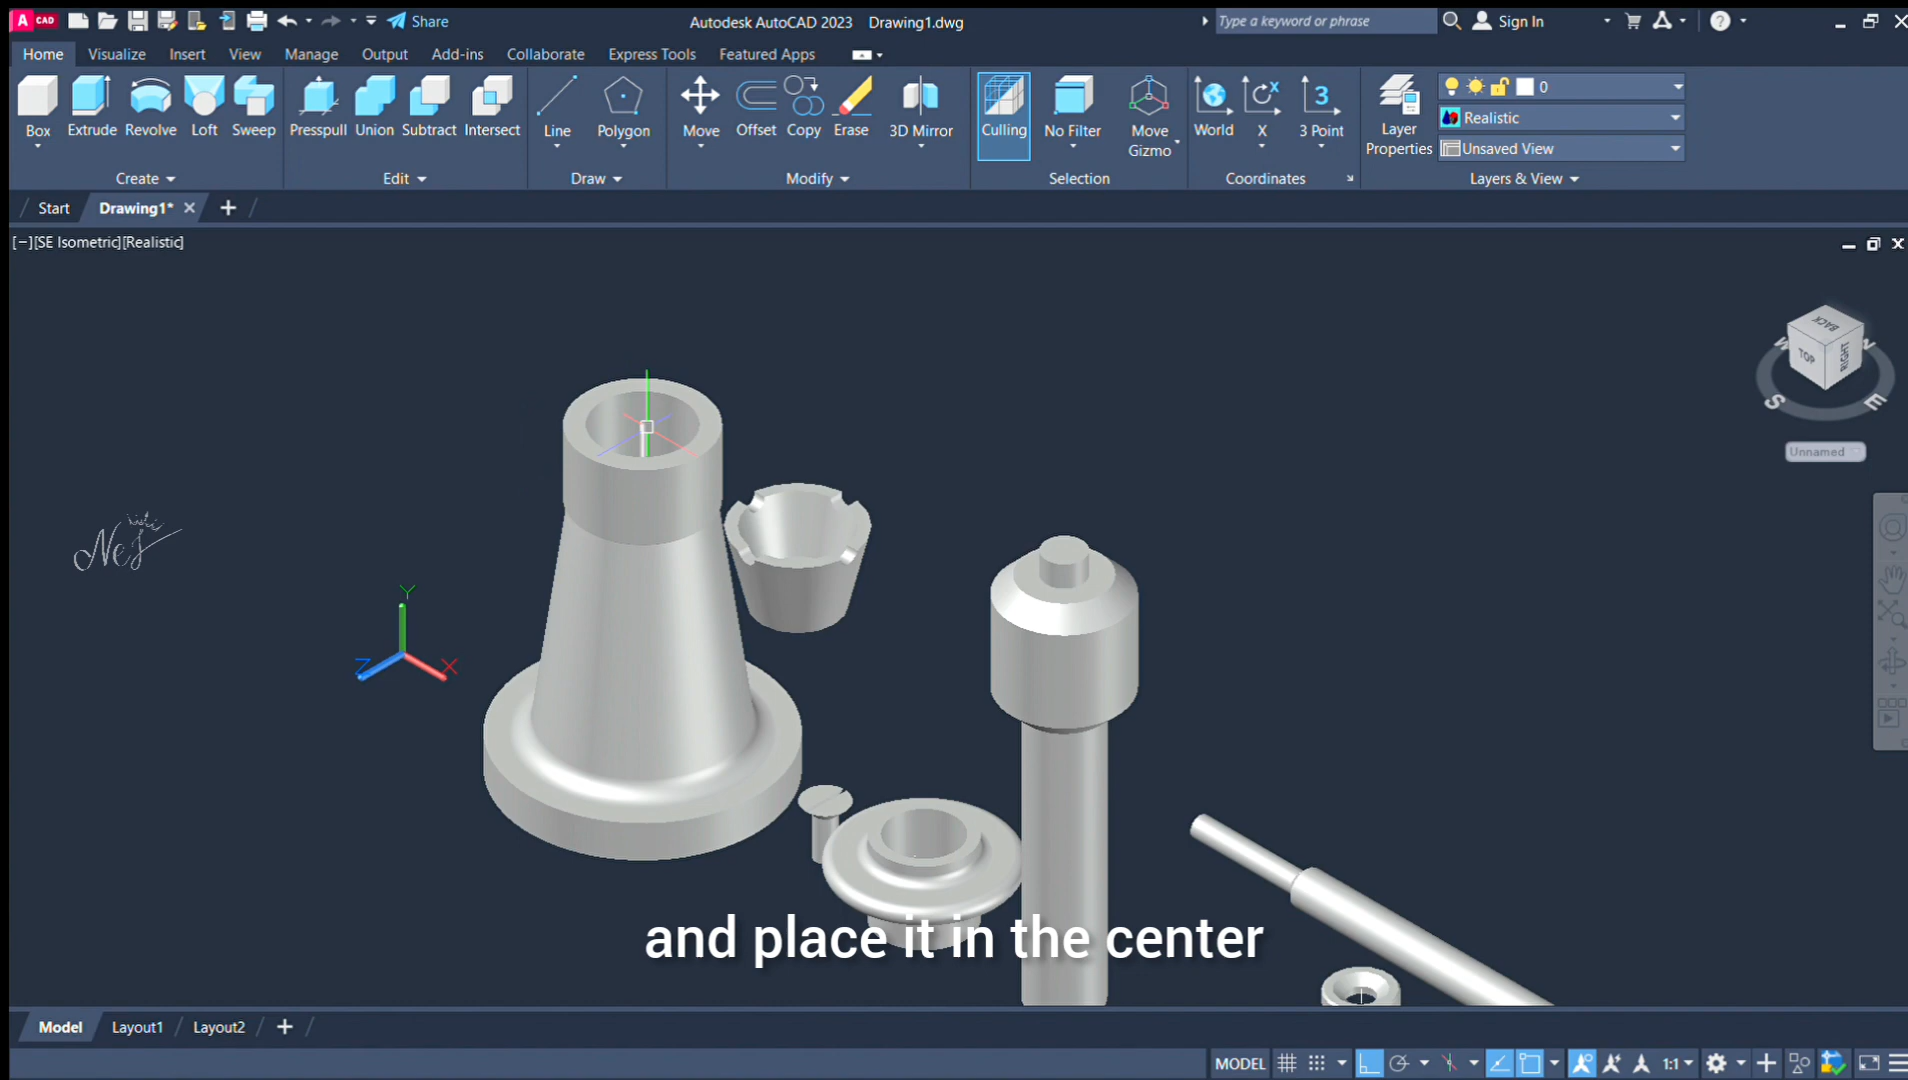 A CAD Share Autodesk AutoCAD 2023 Drawing1.dwg Type a keyword or phrase Sign In
Home Visualize Insert View Manage Output Add-ins Collaborate Express Tools Featured Apps
Box Extrude Revolve Loft Sweep Presspull Union Subtract Intersect Line Polygon Move Offset Copy Erase 3D Mirror Culling No Filter Move Gizmo World X 3 Point Layer Properties
0
Realistic
Unsaved View
Create Edit Draw Modify Selection Coordinates Layers & View
Start Drawing1*
[−][SE Isometric][Realistic]
BACK
TOP RIGHT
W N
S E
Unnamed
Nej
Y
Z X
and place it in the center
Model Layout1 Layout2
MODEL 1:1